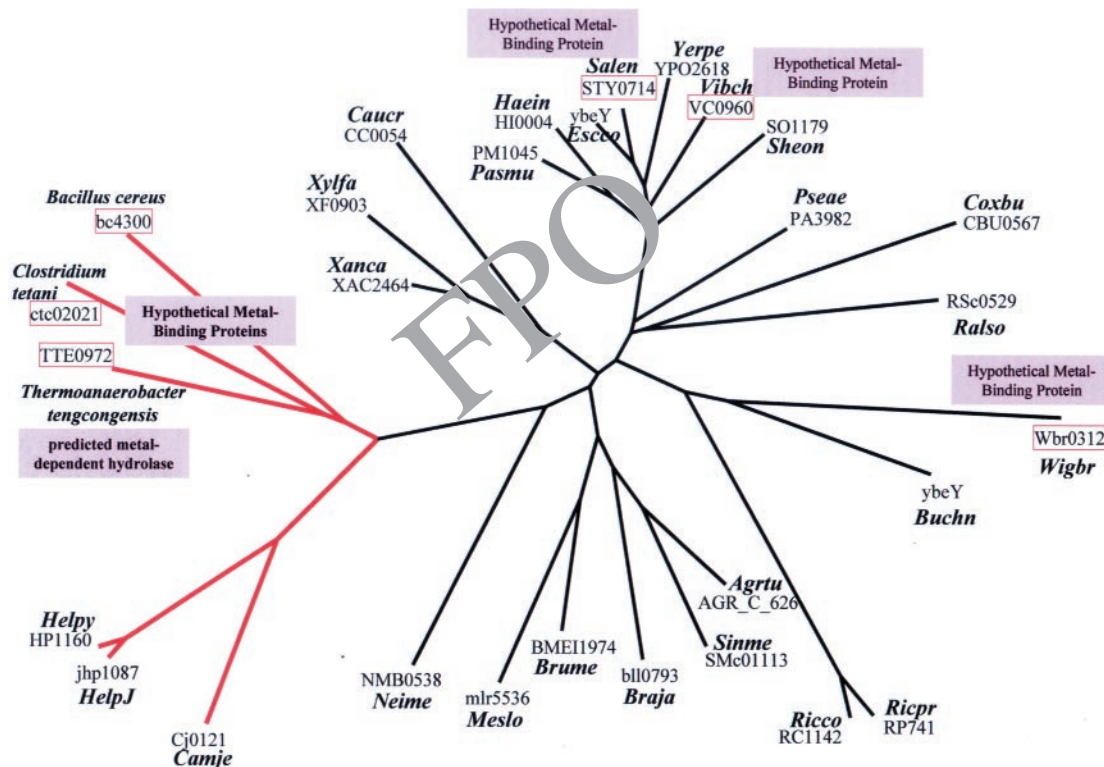 Hypothetical Metal-
Binding Protein
Salen
STY0714
Yerpe
YPO2618
Vibch
VC0960
Hypothetical Metal-
Binding Protein
Haein
HI0004
ybeY
Escco
SO1179
Sheon
Caucr
CC0054
PM1045
Pasmu
Xylfa
XF0903
Pseae
PA3982
Coxbu
CBU0567
Bacillus cereus
bc4300
Xanca
XAC2464
Clostridium
tetani
ctc02021
Hypothetical Metal-
Binding Proteins
FPO
RSc0529
Ralso
TTE0972
Thermoanaerobacter
tengcongensis
predicted metal-
dependent hydrolase
Hypothetical Metal-
Binding Protein
Wbr0312
Wigbr
ybeY
Buchn
Agrtu
AGR_C_626
Helpy
HP1160
jhp1087
HelpJ
Cj0121
Camje
NMB0538
Neime
mlr5536
Meslo
BMEI1974
Brume
bll0793
Braja
Sinme
SMc01113
Ricco
RC1142
Ricpr
RP741